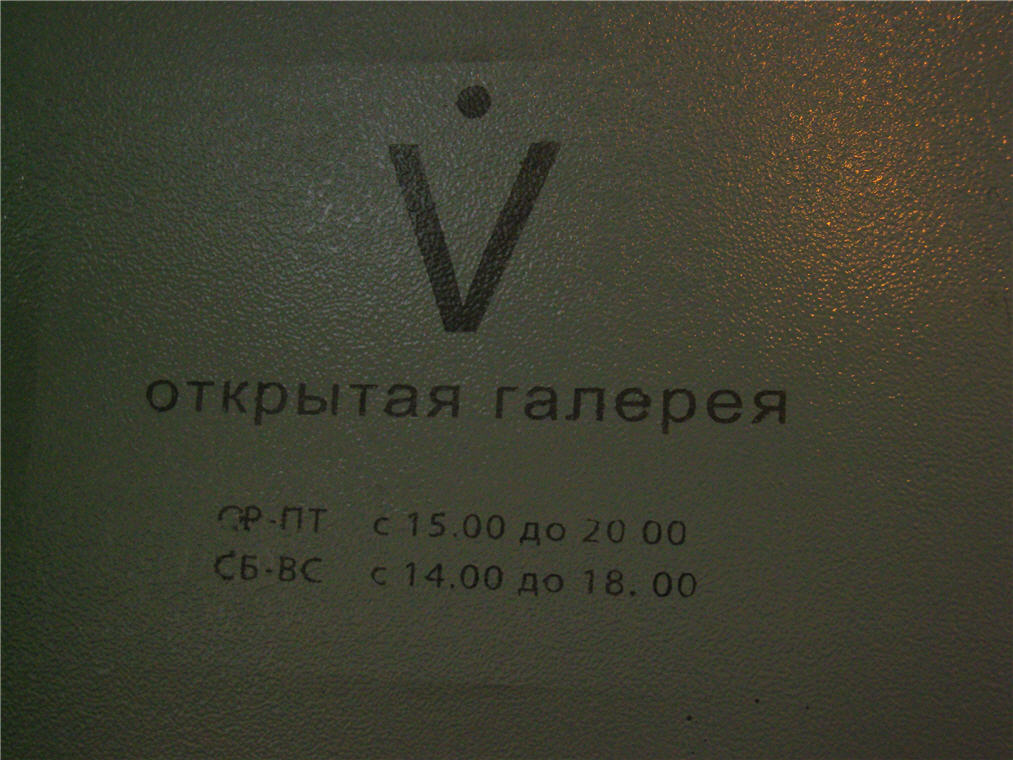 V
открытая галерея
СР-ПТ с 15.00 до 20 00
СБ-ВС с 14.00 до 18. 00